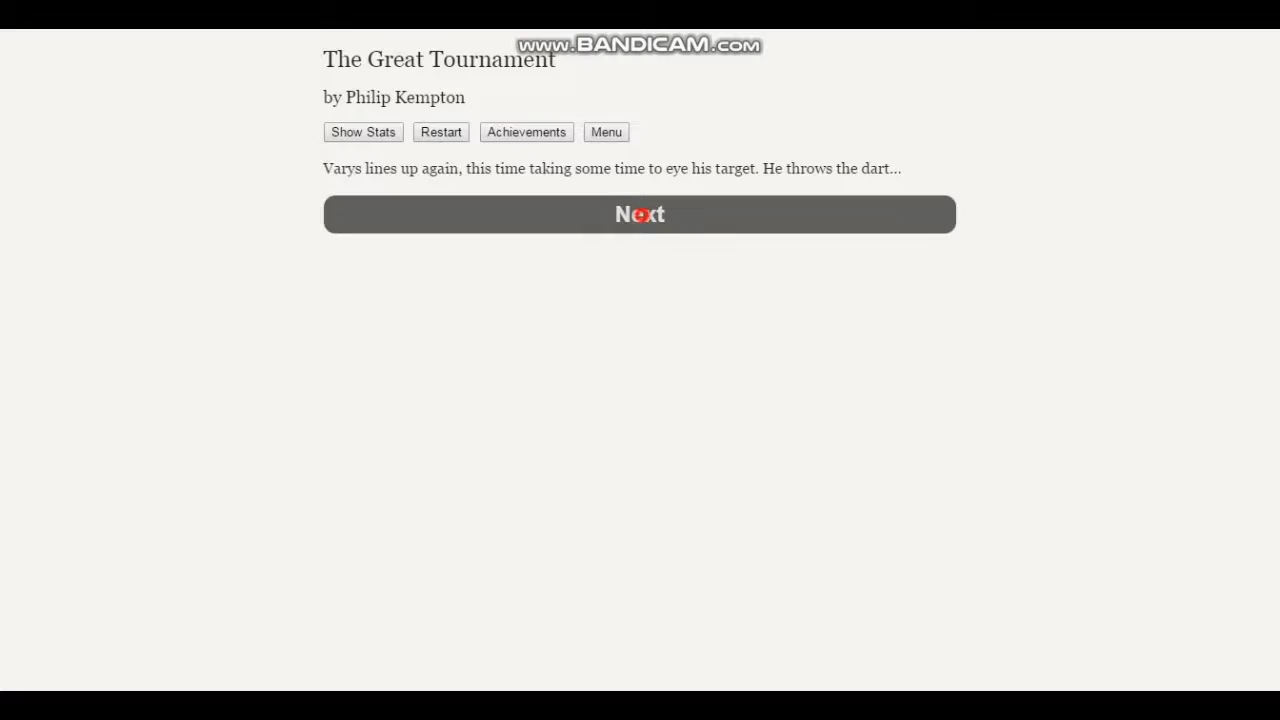 www.BANDICAM.com
The Great Tournament
by Philip Kempton
Show Stats Restart Achievements Menu
Varys lines up again, this time taking some time to eye his target. He throws the dart...
Next